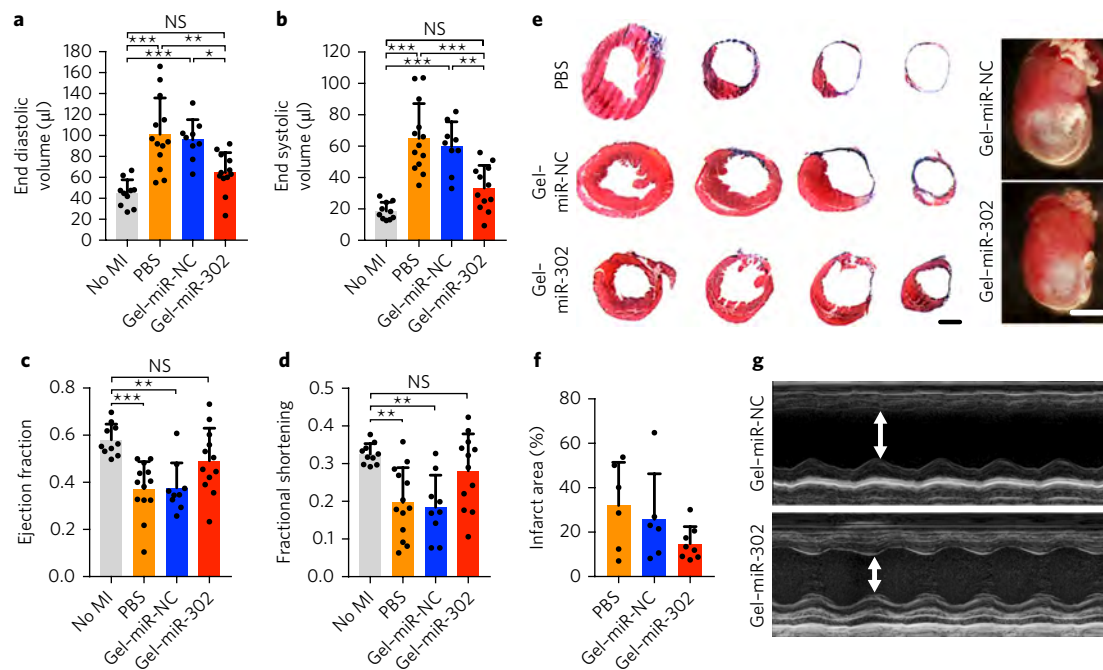 a
NS
*** **
*** *
End diastolic
volume (µl)
180
160
140
120
100
80
60
40
20
0
No MI
PBS
Gel–miR-NC
Gel–miR-302
b
NS
*** ***
*** **
End systolic
volume (µl)
120
100
80
60
40
20
0
No MI
PBS
Gel–miR-NC
Gel–miR-302
c
NS
**
***
Ejection fraction
0.8
0.6
0.4
0.2
0.0
No MI
PBS
Gel–miR-NC
Gel–miR-302
d
NS
**
**
Fractional shortening
0.5
0.4
0.3
0.2
0.1
0.0
No MI
PBS
Gel–miR-NC
Gel–miR-302
e
PBS
Gel–
miR-NC
Gel–
miR-302
Gel–miR-NC
Gel–miR-302
f
Infarct area (%)
80
60
40
20
0
PBS
Gel–miR-NC
Gel–miR-302
g
Gel–miR-NC
Gel–miR-302